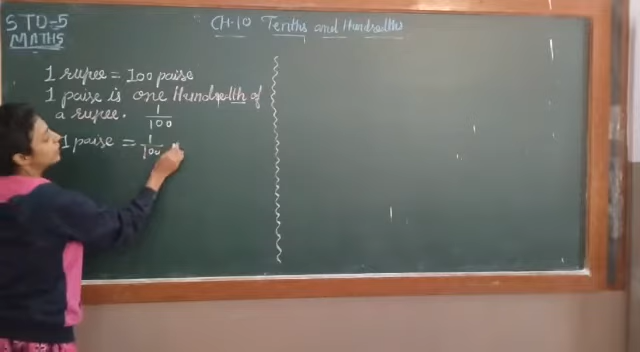 STD-5
MATHS
CH-10 Tenths and Hundredths
1 rupee = 100 paise
1 paise is one Hundredth of
a rupee. 1/100
1 paise = 1/100